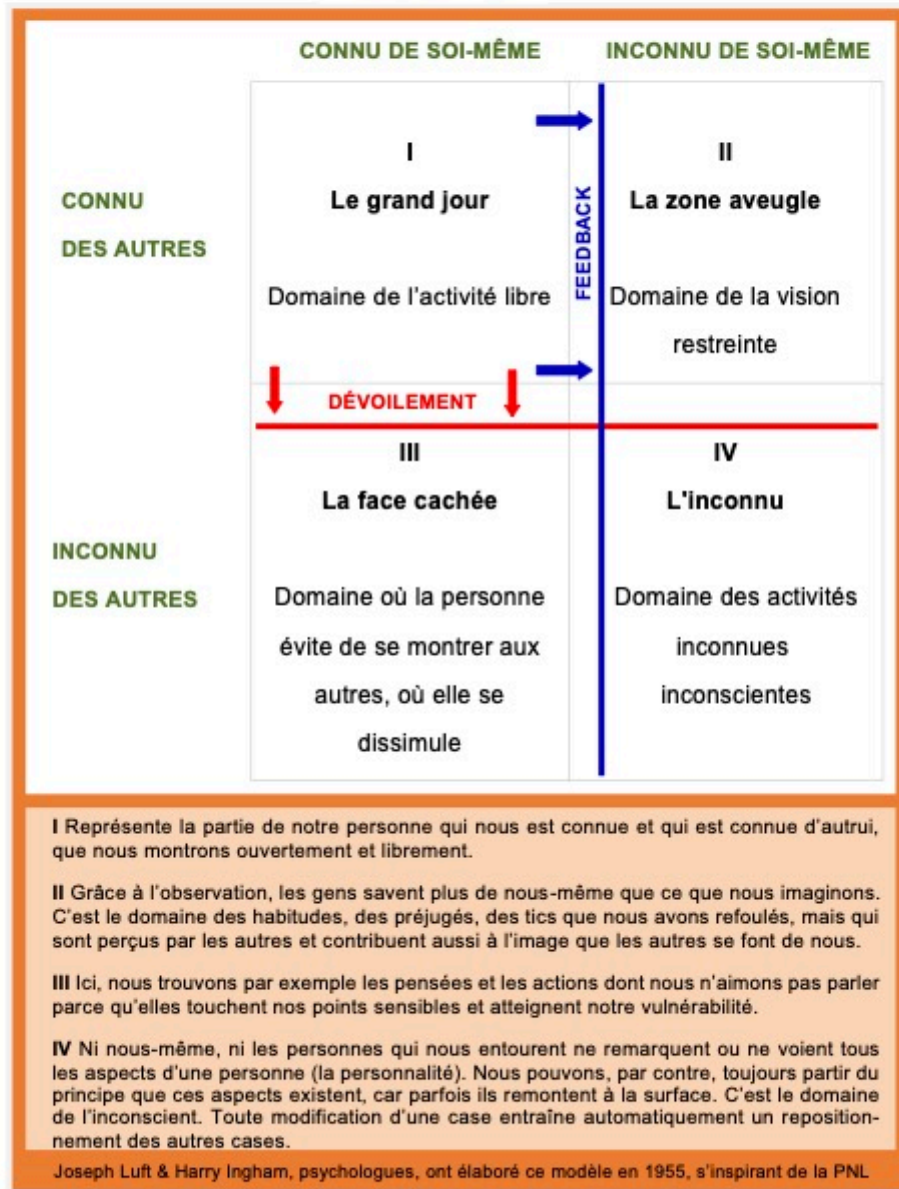 CONNU DE SOI-MÊME
INCONNU DE SOI-MÊME
CONNU
DES AUTRES
I
Le grand jour
Domaine de l'activité libre
FEEDBACK
II
La zone aveugle
Domaine de la vision
restreinte
DÉVOILEMENT
INCONNU
DES AUTRES
III
La face cachée
Domaine où la personne
évite de se montrer aux
autres, où elle se
dissimule
IV
L'inconnu
Domaine des activités
inconnues
inconscientes
I Représente la partie de notre personne qui nous est connue et qui est connue d'autrui,
que nous montrons ouvertement et librement.
II Grâce à l'observation, les gens savent plus de nous-même que ce que nous imaginons.
C'est le domaine des habitudes, des préjugés, des tics que nous avons refoulés, mais qui
sont perçus par les autres et contribuent aussi à l'image que les autres se font de nous.
III Ici, nous trouvons par exemple les pensées et les actions dont nous n'aimons pas parler
parce qu'elles touchent nos points sensibles et atteignent notre vulnérabilité.
IV Ni nous-même, ni les personnes qui nous entourent ne remarquent ou ne voient tous
les aspects d'une personne (la personnalité). Nous pouvons, par contre, toujours partir du
principe que ces aspects existent, car parfois ils remontent à la surface. C'est le domaine
de l'inconscient. Toute modification d'une case entraîne automatiquement un reposition-
nement des autres cases.
Joseph Luft & Harry Ingham, psychologues, ont élaboré ce modèle en 1955, s'inspirant de la PNL